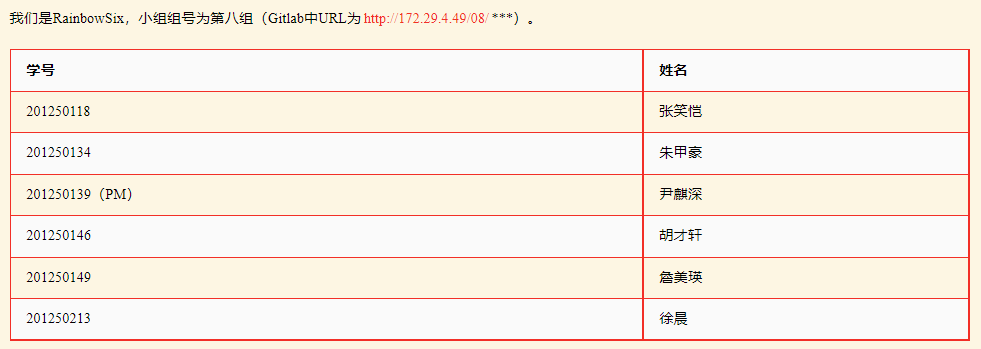 我们是RainbowSix，小组组号为第八组（Gitlab中URL为 http://172.29.4.49/08/ ***）。
学号 姓名
201250118 张笑恺
201250134 朱甲豪
201250139（PM） 尹麒深
201250146 胡才轩
201250149 詹美瑛
201250213 徐晨